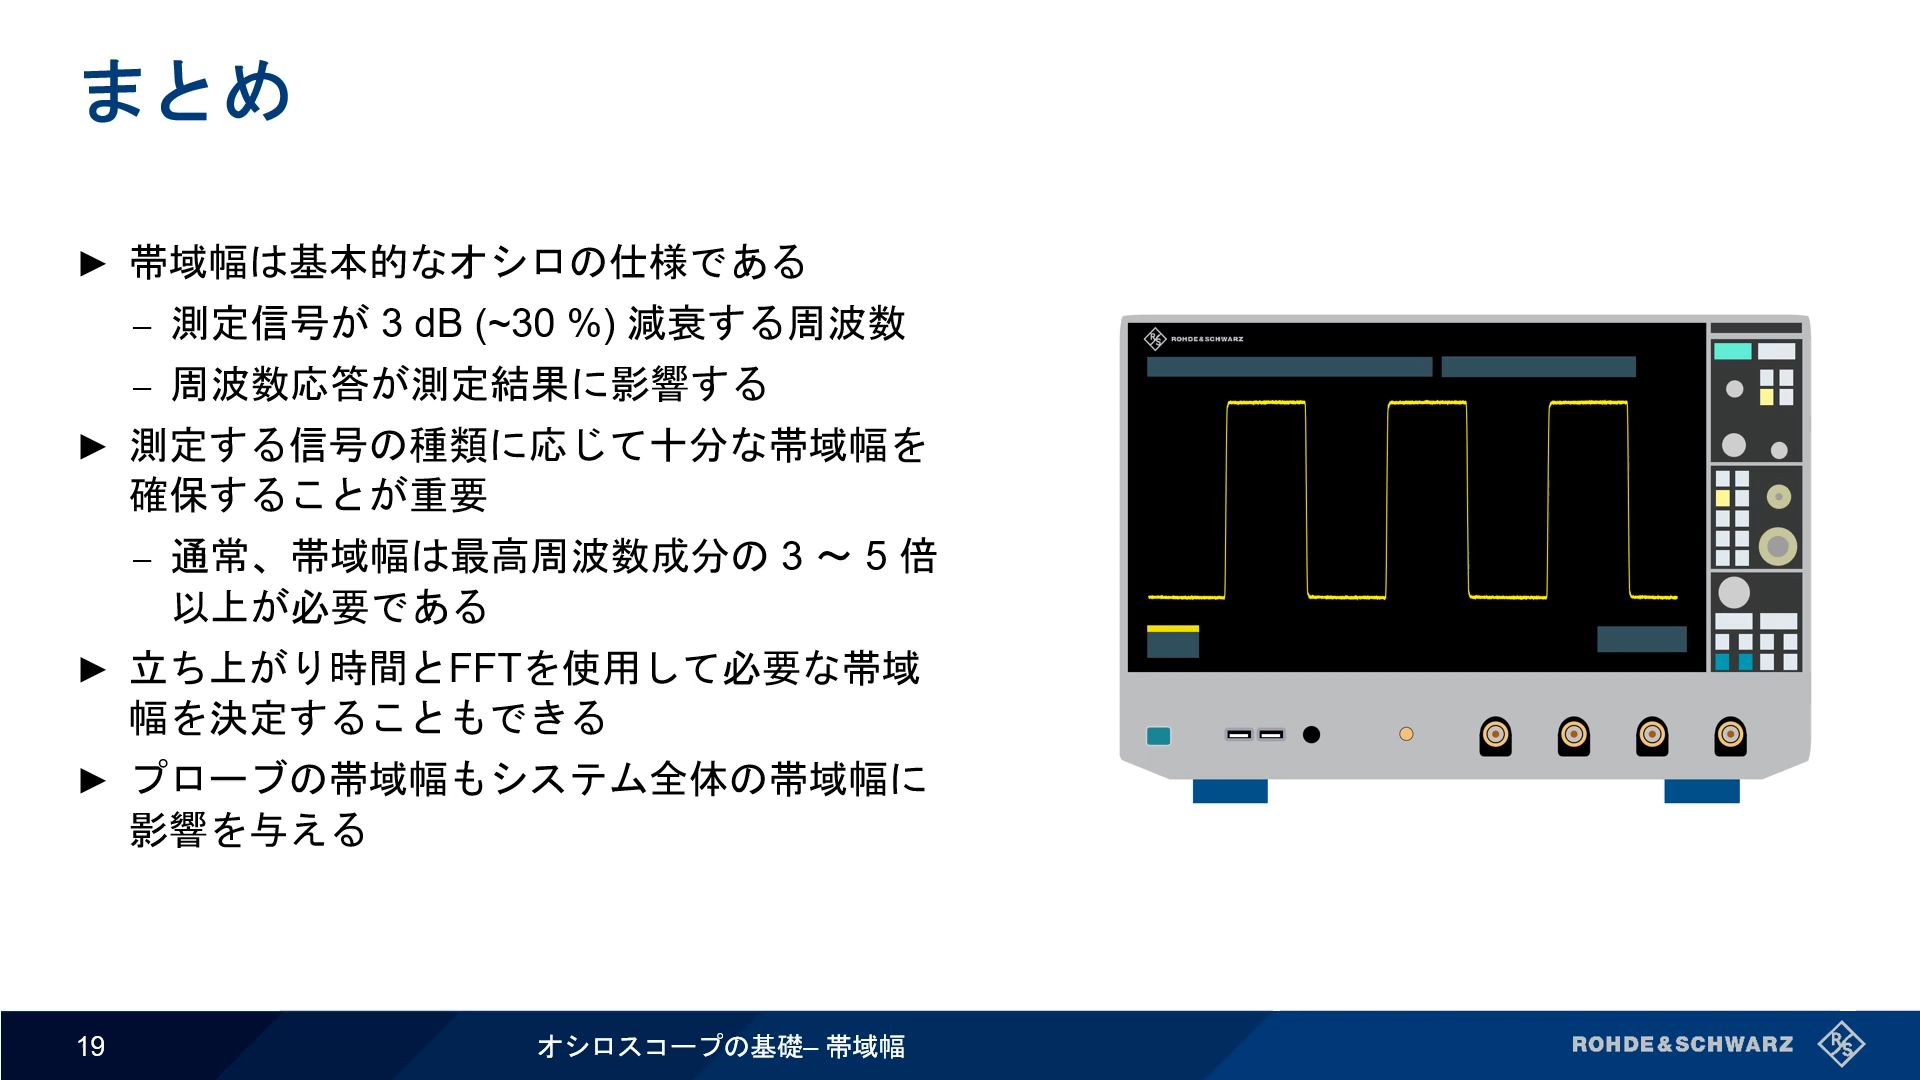 まとめ
► 帯域幅は基本的なオシロの仕様である
– 測定信号が 3 dB (~30 %) 減衰する周波数
– 周波数応答が測定結果に影響する
► 測定する信号の種類に応じて十分な帯域幅を
確保することが重要
– 通常、帯域幅は最高周波数成分の 3 ～ 5 倍
以上が必要である
► 立ち上がり時間とFFTを使用して必要な帯域
幅を決定することもできる
► プローブの帯域幅もシステム全体の帯域幅に
影響を与える
R&S ROHDE&SCHWARZ
19
オシロスコープの基礎– 帯域幅
ROHDE&SCHWARZ R&S